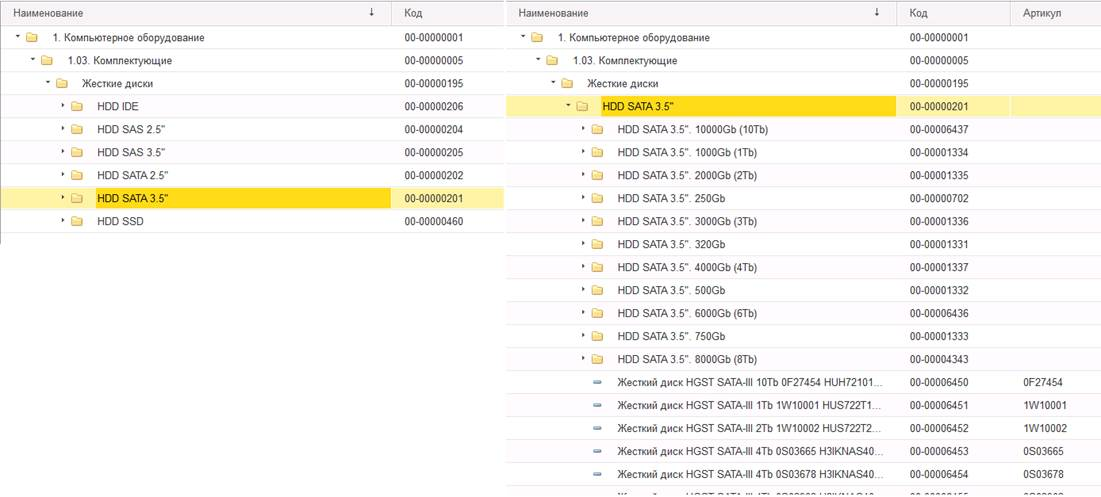 Наименование ↓ Код
1. Компьютерное оборудование 00-00000001
1.03. Комплектующие 00-00000005
Жесткие диски 00-00000195
HDD IDE 00-00000206
HDD SAS 2.5" 00-00000204
HDD SAS 3.5" 00-00000205
HDD SATA 2.5" 00-00000202
HDD SATA 3.5" 00-00000201
HDD SSD 00-00000460
Наименование ↓ Код Артикул
1. Компьютерное оборудование 00-00000001
1.03. Комплектующие 00-00000005
Жесткие диски 00-00000195
HDD SATA 3.5" 00-00000201
HDD SATA 3.5". 10000Gb (10Tb) 00-00006437
HDD SATA 3.5". 1000Gb (1Tb) 00-00001334
HDD SATA 3.5". 2000Gb (2Tb) 00-00001335
HDD SATA 3.5". 250Gb 00-00000702
HDD SATA 3.5". 3000Gb (3Tb) 00-00001336
HDD SATA 3.5". 320Gb 00-00001331
HDD SATA 3.5". 4000Gb (4Tb) 00-00001337
HDD SATA 3.5". 500Gb 00-00001332
HDD SATA 3.5". 6000Gb (6Tb) 00-00006436
HDD SATA 3.5". 750Gb 00-00001333
HDD SATA 3.5". 8000Gb (8Tb) 00-00004343
Жесткий диск HGST SATA-III 10Tb 0F27454 HUH72101... 00-00006450 0F27454
Жесткий диск HGST SATA-III 1Tb 1W10001 HUS722T1... 00-00006451 1W10001
Жесткий диск HGST SATA-III 2Tb 1W10002 HUS722T2... 00-00006452 1W10002
Жесткий диск HGST SATA-III 4Tb 0S03665 H3IKNAS40... 00-00006453 0S03665
Жесткий диск HGST SATA-III 4Tb 0S03678 H3IKNAS40... 00-00006454 0S03678